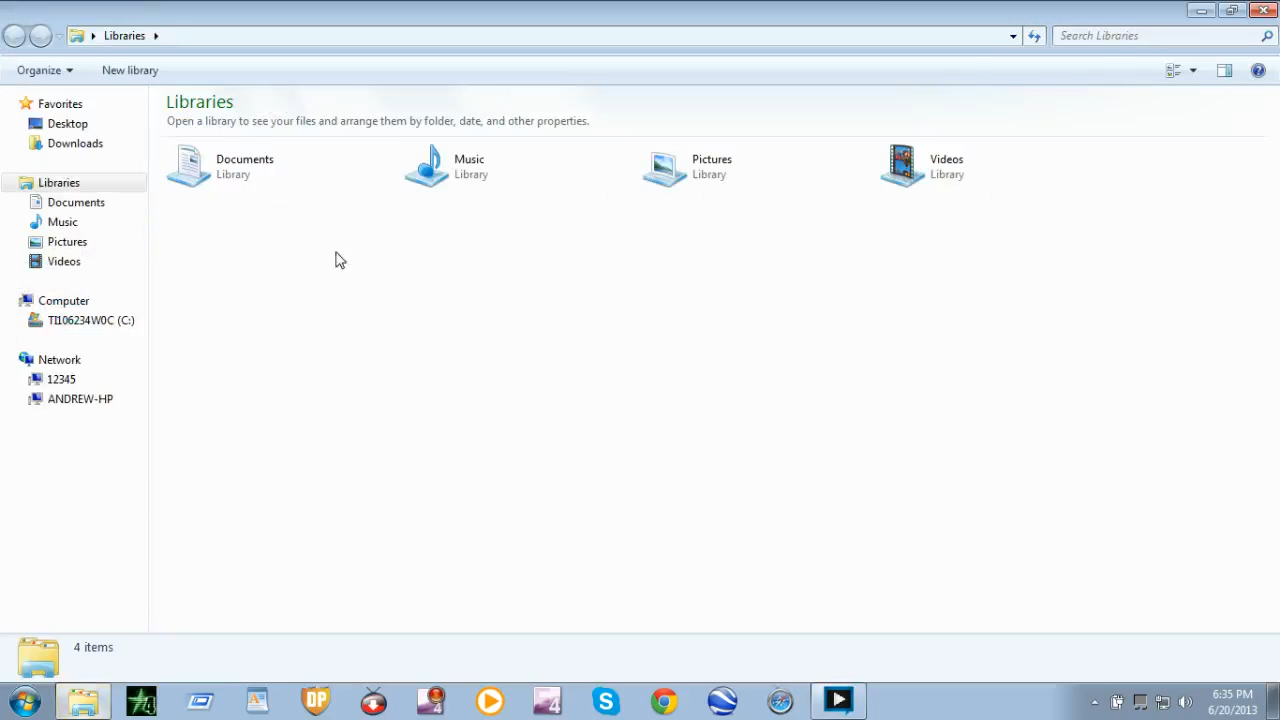 Libraries
Search Libraries
Organize
New library
Favorites
Desktop
Downloads
Libraries
Documents
Music
Pictures
Videos
Computer
TI106234W0C (C:)
Network
12345
ANDREW-HP
Libraries
Open a library to see your files and arrange them by folder, date, and other properties.
Documents
Library
Music
Library
Pictures
Library
Videos
Library
4 items
DP
4
S
6:35 PM
6/20/2013